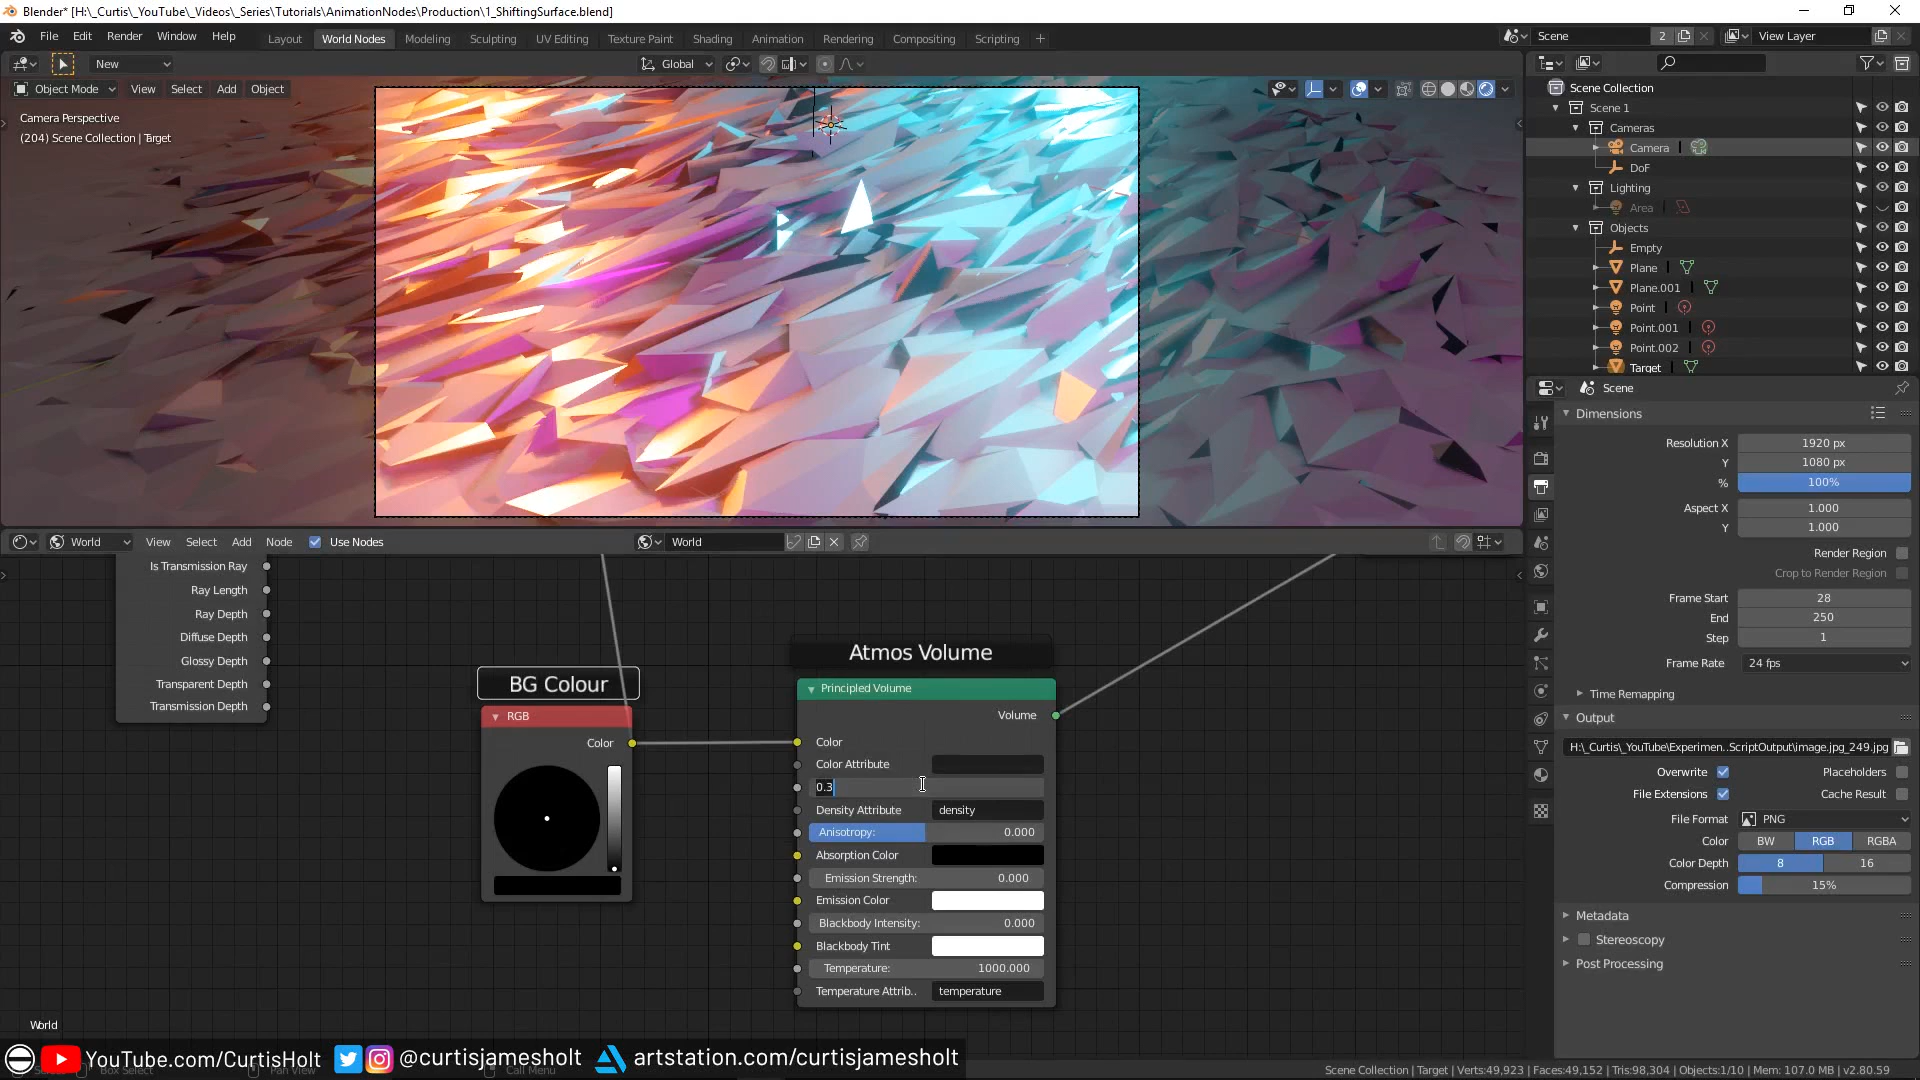 Blender* [H:\_Curtis\_YouTube\_Videos\_Series\Tutorials\AnimationNodes\Production\1_ShiftingSurface.blend]
File Edit Render Window Help Layout World Nodes Modeling Sculpting UV Editing Texture Paint Shading Animation Rendering Compositing Scripting + Scene 2 View Layer
New Global
Object Mode View Select Add Object
Camera Perspective
(204) Scene Collection | Target
Scene Collection
Scene 1
Cameras
Camera
DoF
Lighting
Area
Objects
Empty
Plane
Plane.001
Point
Point.001
Point.002
Target
Scene
Dimensions
Resolution X 1920 px
Y 1080 px
% 100%
Aspect X 1.000
Y 1.000
Render Region
Crop to Render Region
Frame Start 28
End 250
Step 1
Frame Rate 24 fps
Time Remapping
Output
H:\_Curtis\_YouTube\Experimen..ScriptOutput\image.jpg_249.jpg
Overwrite Placeholders
File Extensions Cache Result
File Format PNG
Color BW RGB RGBA
Color Depth 8 16
Compression 15%
Metadata
Stereoscopy
Post Processing
World View Select Add Node Use Nodes World
Is Transmission Ray
Ray Length
Ray Depth
Diffuse Depth
Glossy Depth
Transparent Depth
Transmission Depth
BG Colour
RGB
Color
Atmos Volume
Principled Volume
Volume
Color
Color Attribute
0.3
Density Attribute density
Anisotropy: 0.000
Absorption Color
Emission Strength: 0.000
Emission Color
Blackbody Intensity: 0.000
Blackbody Tint
Temperature: 1000.000
Temperature Attrib.. temperature
World
YouTube.com/CurtisHolt @curtisjamesholt artstation.com/curtisjamesholt
Box Select Pan View Call Menu
Scene Collection | Target | Verts:49,923 | Faces:49,152 | Tris:98,304 | Objects:1/10 | Mem: 107.0 MB | v2.80.59